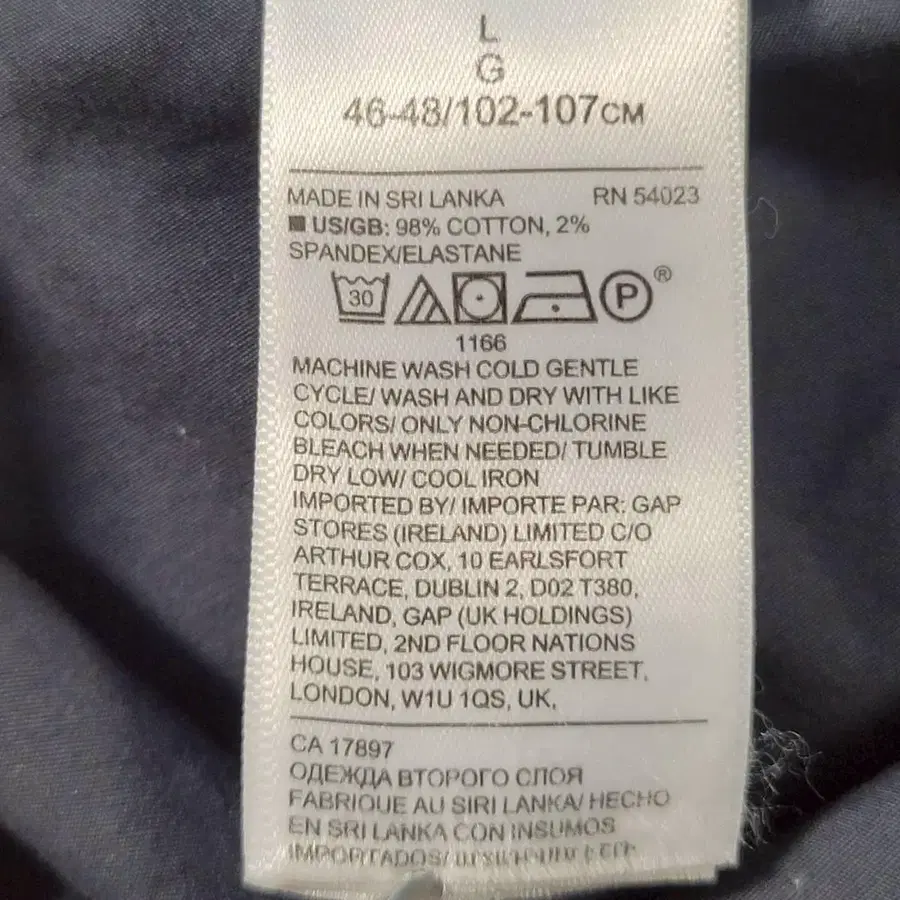 L
G
46-48/102-107CM
MADE IN SRI LANKA RN 54023
US/GB: 98% COTTON, 2%
SPANDEX/ELASTANE
30 P ®
1166
MACHINE WASH COLD GENTLE
CYCLE/ WASH AND DRY WITH LIKE
COLORS/ ONLY NON-CHLORINE
BLEACH WHEN NEEDED/ TUMBLE
DRY LOW/ COOL IRON
IMPORTED BY/ IMPORTE PAR: GAP
STORES (IRELAND) LIMITED C/O
ARTHUR COX, 10 EARLSFORT
TERRACE, DUBLIN 2, D02 T380,
IRELAND, GAP (UK HOLDINGS)
LIMITED, 2ND FLOOR NATIONS
HOUSE, 103 WIGMORE STREET,
LONDON, W1U 1QS, UK,
CA 17897
ОДЕЖДА ВТОРОГО СЛОЯ
FABRIQUE AU SIRI LANKA/ HECHO
EN SRI LANKA CON INSUMOS
IMPORTADOS/